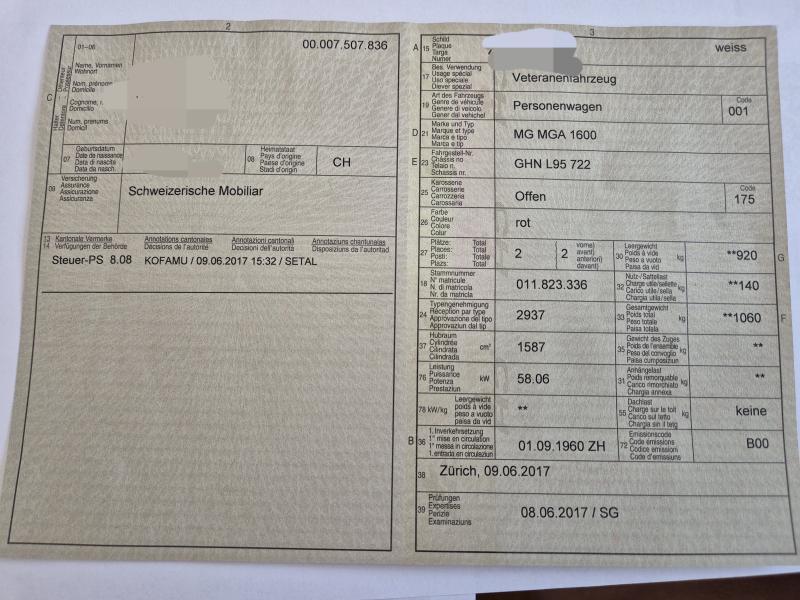 2
01-06
00.007.507.836
Name, Vornamen
Wohnort
Nom, prénoms
Domicile
Cognome, n.
Domicilio
Num, prenums
Domicil
C
07
Geburtsdatum
Date de naissance
Data di nascita
Data da nasch.
08
Heimatstaat
Pays d'origine
Paese d'origine
Stadi d'origin
CH
09
Versicherung
Assurance
Assicurazione
Assicuranza
Schweizerische Mobiliar
13 Kantonale Vermerke Annotations cantonales Annotazioni cantonali Annotaziuns chantunalas
14 Verfügungen der Behörde Décisions de l'autorité Decisioni dell'autorità Disposiziuns da l'autoritad
Steuer-PS 8.08 KOFAMU / 09.06.2017 15:32 / SETAL
3
A 15
Schild
Plaque
Targa
Numer
weiss
17
Bes. Verwendung
Usage spécial
Uso speciale
Diever spezial
Veteranenfahrzeug
19
Art des Fahrzeugs
Genre de véhicule
Genere di veicolo
Gener dal vehichel
Personenwagen
Code
001
D 21
Marke und Typ
Marque et type
Marca e tipo
Marca e tip
MG MGA 1600
E 23
Fahrgestell-Nr.
Châssis no
Telaio n.
Schassis nr.
GHN L95 722
25
Karosserie
Carrosserie
Carrozzeria
Carossaria
Offen
Code
175
26
Farbe
Couleur
Colore
Colur
rot
27
Plätze: Total
Places: Total
Posti: Totale
Plazs: Total
2
2
vorne)
avant)
anteriori)
davant)
30
Leergewicht
Poids à vide
Peso a vuoto
Paisa da vid
kg
**920
G
18
Stammnummer
N° matricule
N. di matricola
Nr. da matricla
011.823.336
32
Nutz-/Sattellast
Charge utile/sellette
Carico utile/sella
Chargia utila/sella
kg
**140
24
Typengenehmigung
Réception par type
Approvazione del tipo
Approvaziun dal tip
2937
33
Gesamtgewicht
Poids total
Peso totale
Paisa totala
kg
**1060
F
37
Hubraum
Cylindrée
Cilindrata
Cilindrada
cm³
1587
35
Gewicht des Zuges
Poids de l'ensemble
Peso del convoglio
Paisa cumposiziun
kg
**
76
Leistung
Puissance
Potenza
Prestaziun
kW
58.06
31
Anhängelast
Poids remorquable
Carico rimorchiato
Chargia annexa
kg
**
78 kW/kg
Leergewicht
poids à vide
peso a vuoto
paisa da vid
**
55
Dachlast
Charge sur le toit
Carico sul tetto
Chargia sin il tetg
kg
keine
B 36
1. Inverkehrsetzung
1re mise en circulation
1a messa in circolazione
1. entrada en circulaziun
01.09.1960 ZH
72
Emissionscode
Code émissions
Codice emissioni
Code d'emissiuns
B00
38
Zürich, 09.06.2017
39
Prüfungen
Expertises
Perizie
Examinaziuns
08.06.2017 / SG